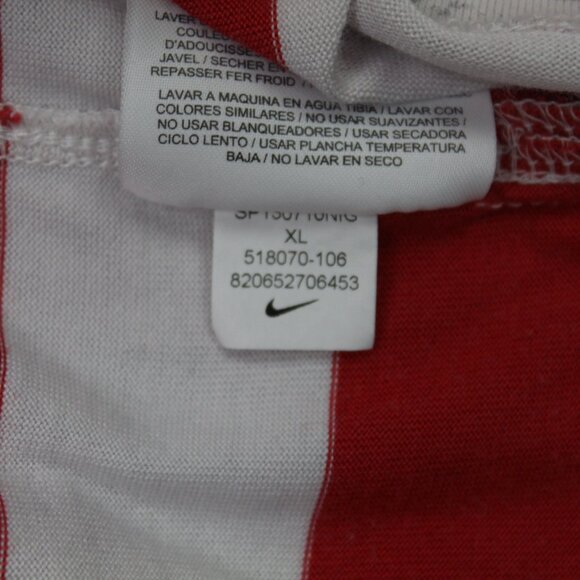 LAVER
COULE
D'ADOUCISSE
JAVEL / SECHER E
REPASSER FER FROID /
LAVAR A MAQUINA EN AGUA TIBIA / LAVAR CON
COLORES SIMILARES / NO USAR SUAVIZANTES /
NO USAR BLANQUEADORES / USAR SECADORA
CICLO LENTO / USAR PLANCHA TEMPERATURA
BAJA / NO LAVAR EN SECO
XL
518070-106
820652706453